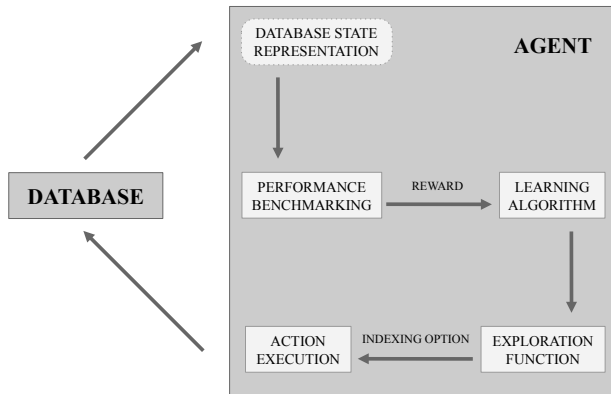 DATABASE STATE
REPRESENTATION
AGENT
DATABASE
PERFORMANCE
BENCHMARKING
REWARD
LEARNING
ALGORITHM
ACTION
EXECUTION
INDEXING OPTION
EXPLORATION
FUNCTION